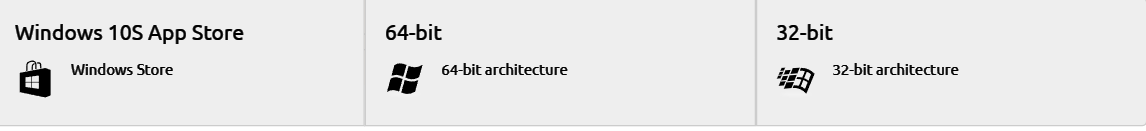 Windows 10S App Store
Windows Store
64-bit
64-bit architecture
32-bit
32-bit architecture